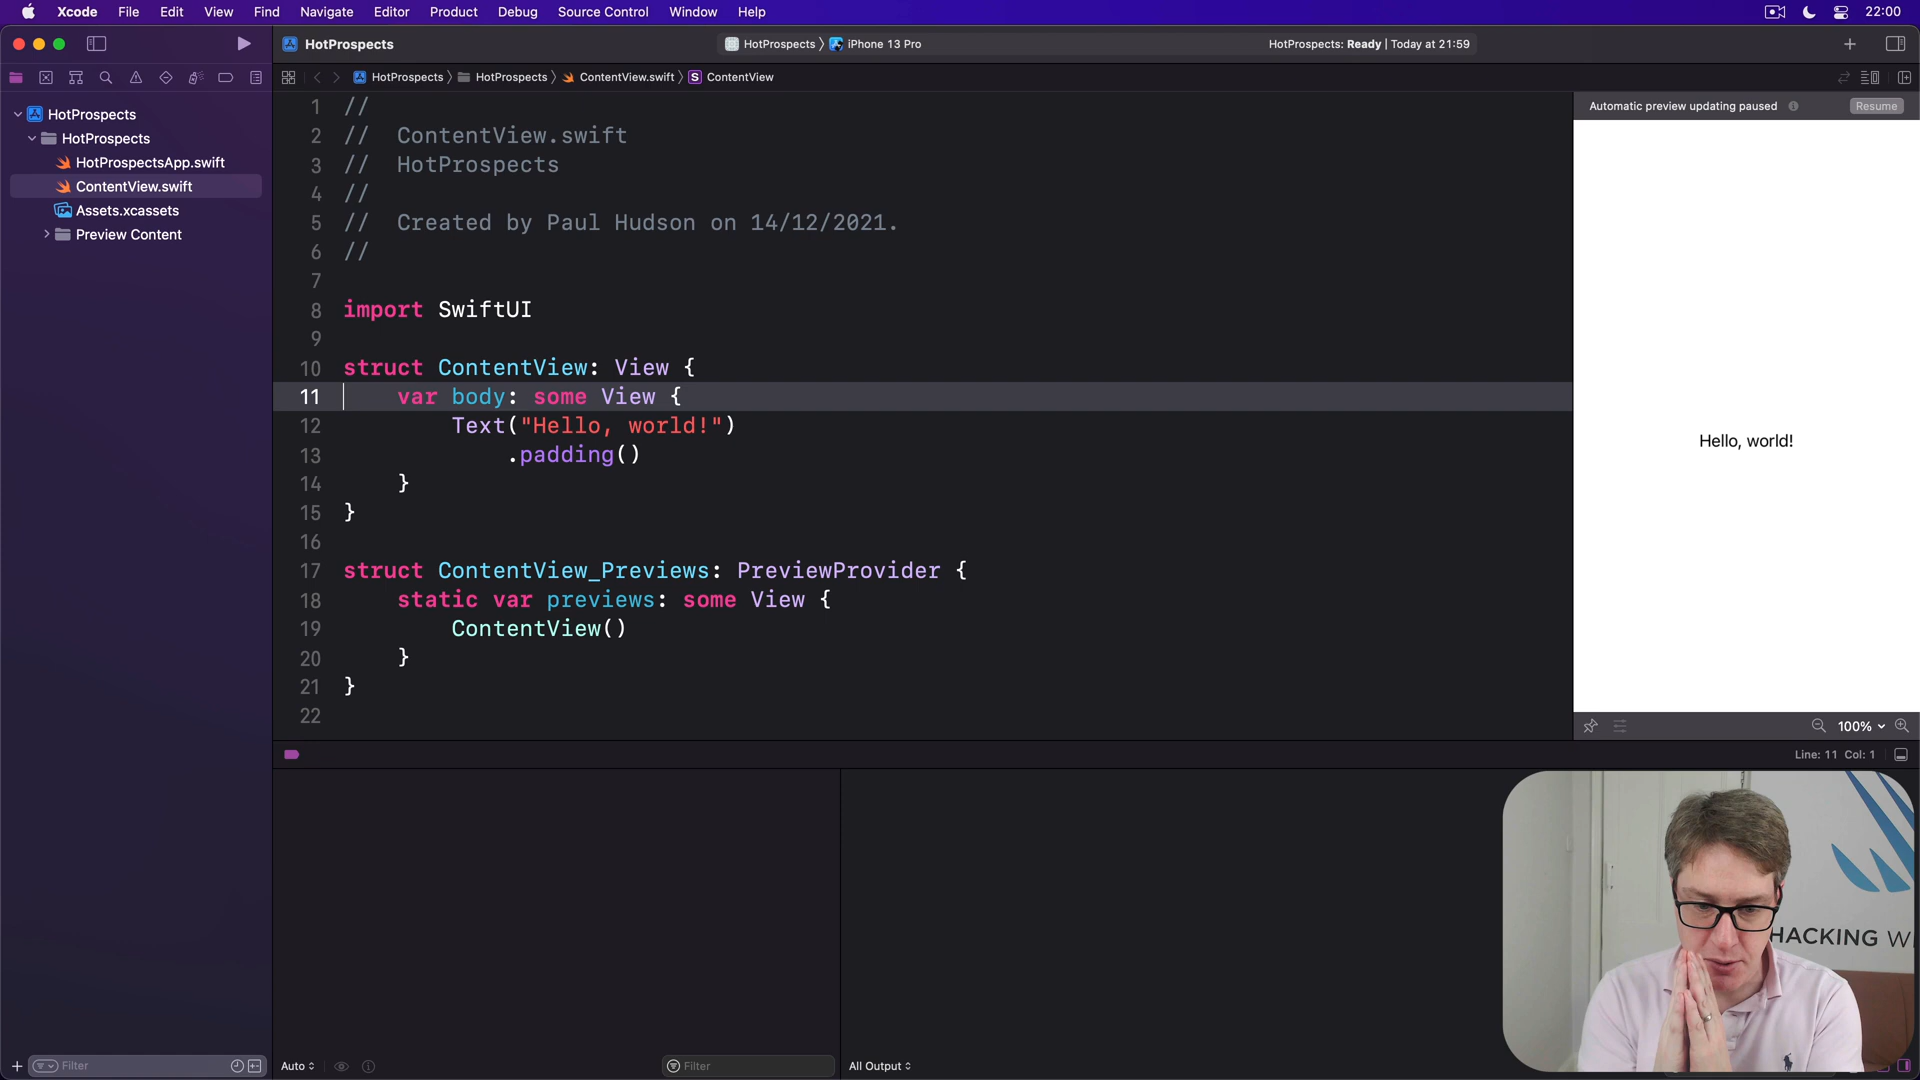 Xcode File Edit View Find Navigate Editor Product Debug Source Control Window Help 22:00
HotProspects
HotProspects iPhone 13 Pro
HotProspects: Ready | Today at 21:59
HotProspects HotProspects ContentView.swift S ContentView
HotProspects
HotProspects
HotProspectsApp.swift
ContentView.swift
Assets.xcassets
Preview Content
1 //
2 //  ContentView.swift
3 //  HotProspects
4 //
5 //  Created by Paul Hudson on 14/12/2021.
6 //
7
8 import SwiftUI
9
10 struct ContentView: View {
11     var body: some View {
12         Text("Hello, world!")
13             .padding()
14     }
15 }
16
17 struct ContentView_Previews: PreviewProvider {
18     static var previews: some View {
19         ContentView()
20     }
21 }
22
Automatic preview updating paused Resume
Hello, world!
100%
Line: 11 Col: 1
HACKING W
Filter
Auto
Filter
All Output